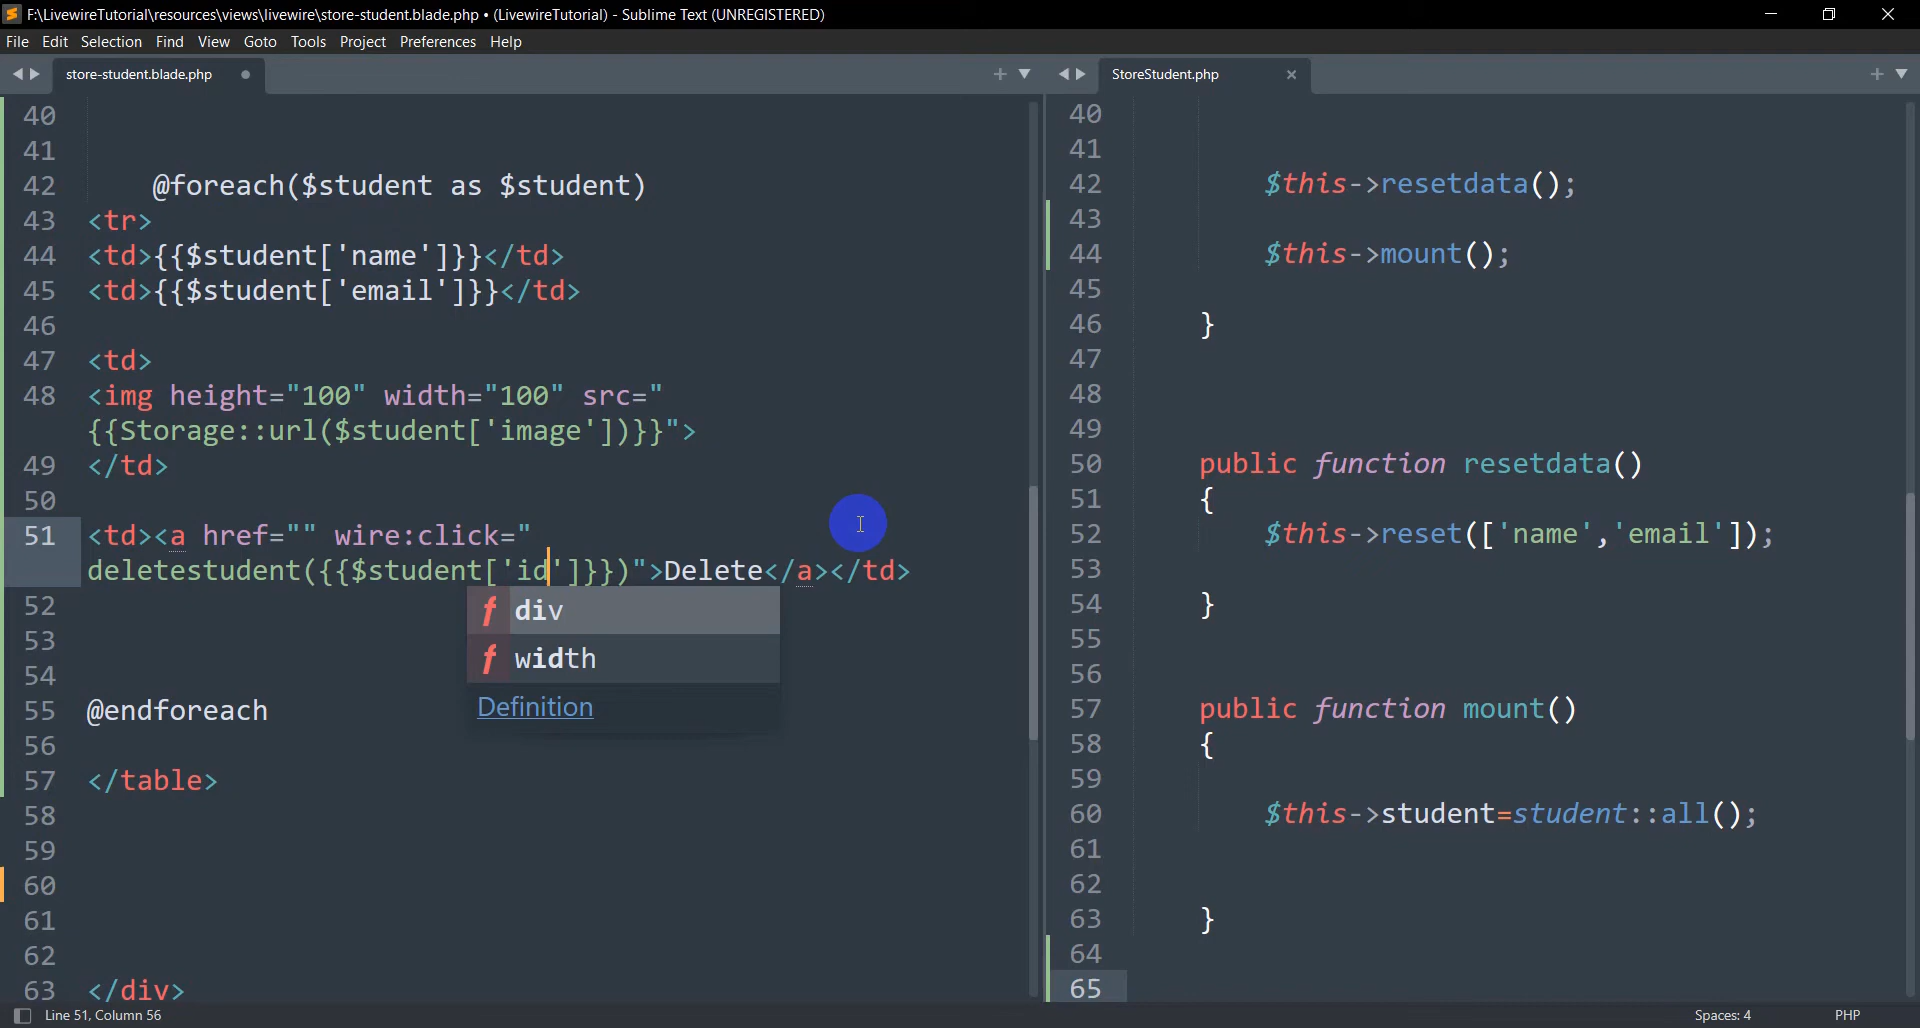 F:\LivewireTutorial\resources\views\livewire\store-student.blade.php • (LivewireTutorial) - Sublime Text (UNREGISTERED)
File Edit Selection Find View Goto Tools Project Preferences Help
store-student.blade.php
40
41
42 @foreach($student as $student)
43 <tr>
44 <td>{{$student['name']}}</td>
45 <td>{{$student['email']}}</td>
46
47 <td>
48 <img height="100" width="100" src="
{{Storage::url($student['image'])}}">
49 </td>
50
51 <td><a href="" wire:click="
deletestudent({{$student['id']}})">Delete</a></td>
f div
f width
Definition
52
53
54
55 @endforeach
56
57 </table>
58
59
60
61
62
63 </div>
StoreStudent.php
40
41
42 $this->resetdata();
43
44 $this->mount();
45
46 }
47
48
49
50 public function resetdata()
51 {
52 $this->reset(['name','email']);
53
54 }
55
56
57 public function mount()
58 {
59
60 $this->student=student::all();
61
62
63 }
64
65
Line 51, Column 56
Spaces: 4
PHP